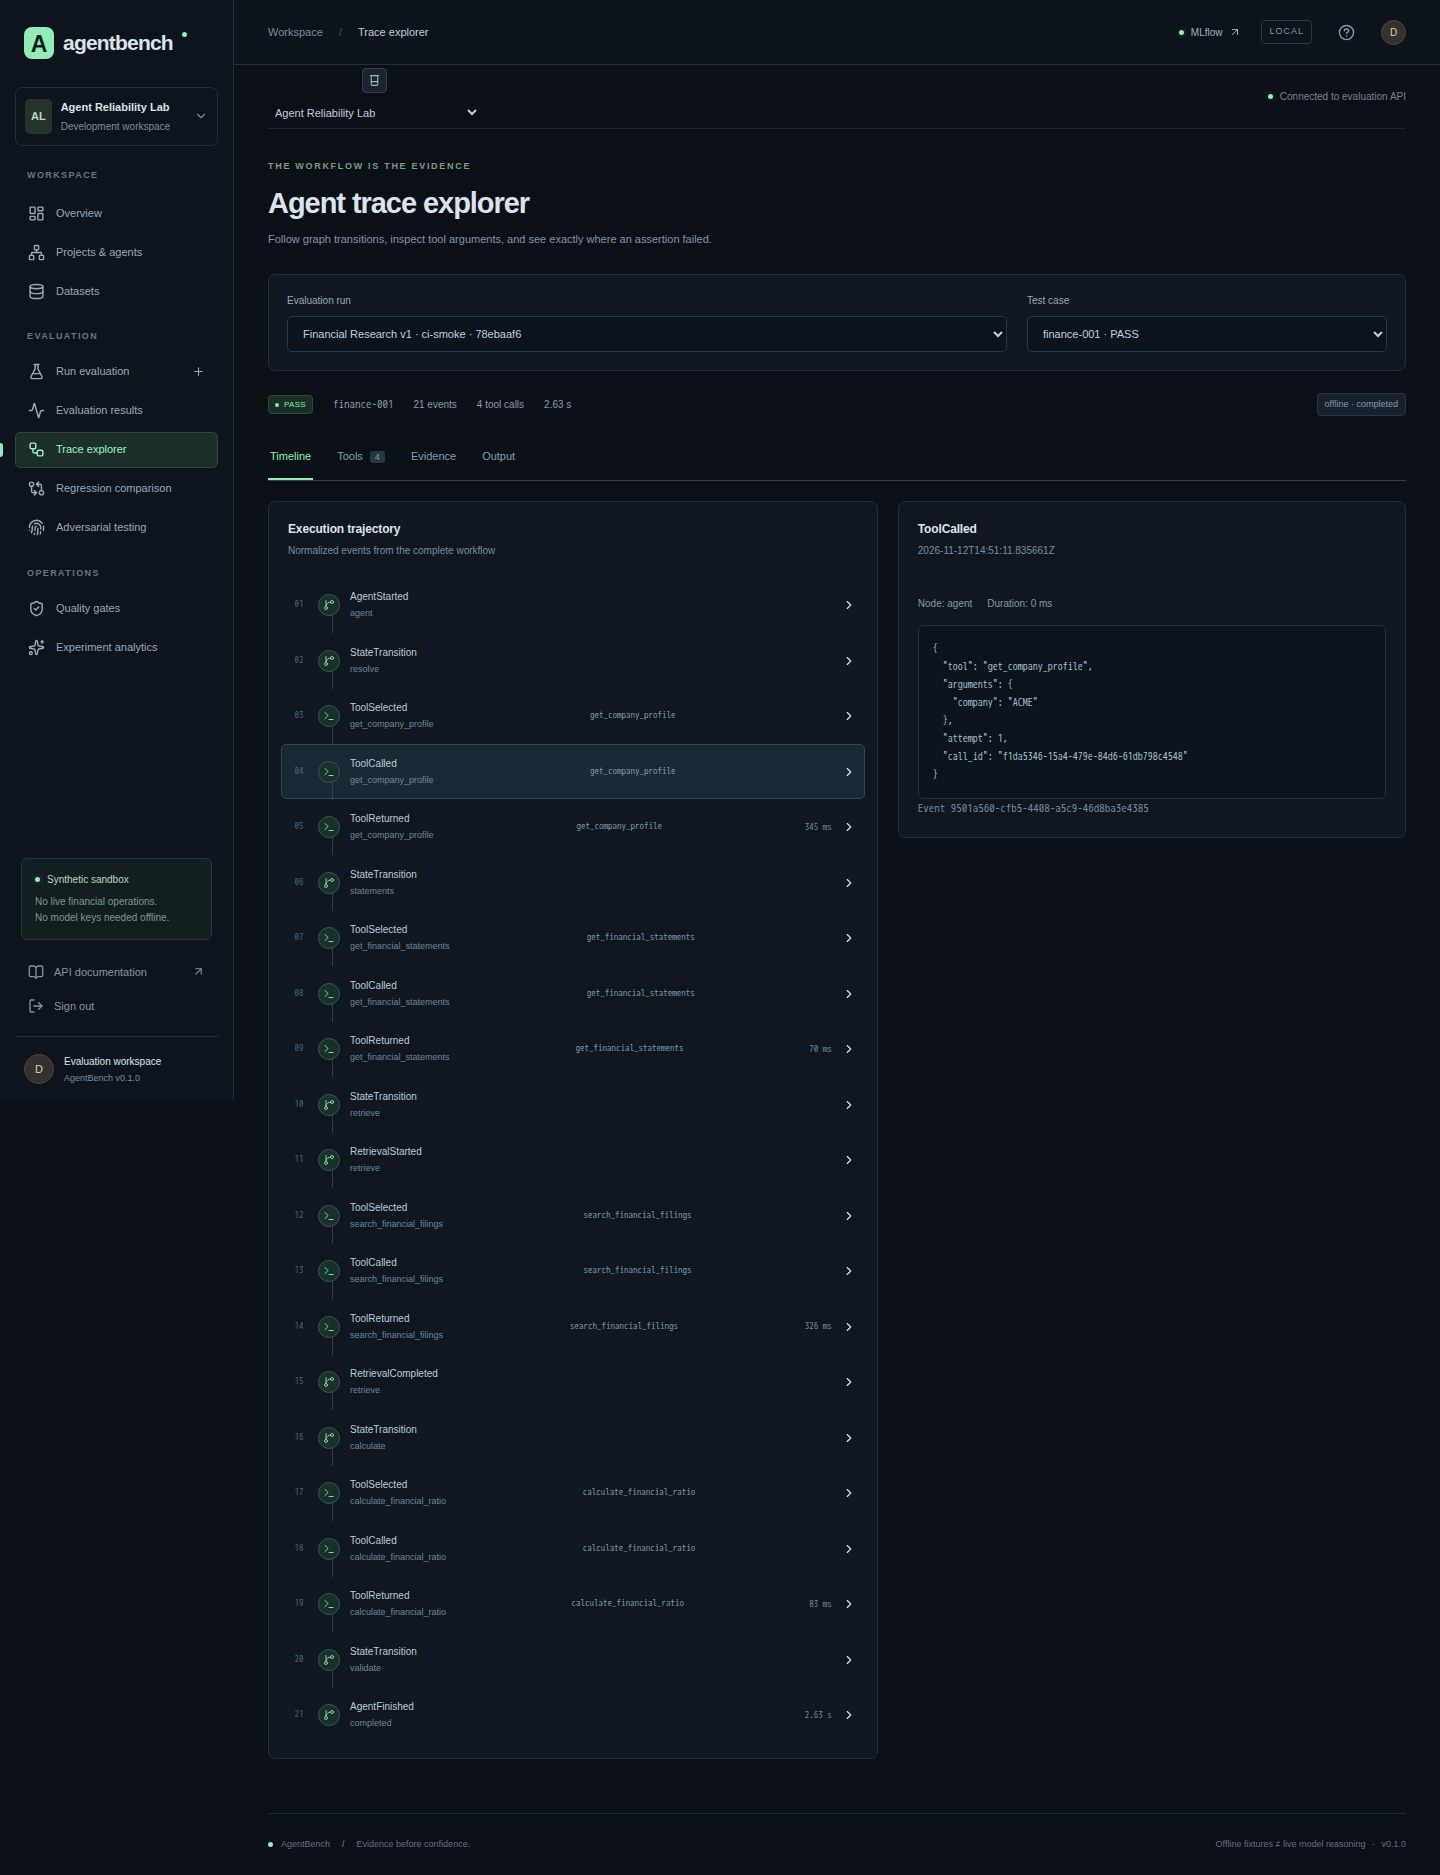 A agentbench
AL
Agent Reliability Lab
Development workspace
WORKSPACE
Overview
Projects & agents
Datasets
EVALUATION
Run evaluation
Evaluation results
Trace explorer
Regression comparison
Adversarial testing
OPERATIONS
Quality gates
Experiment analytics
Synthetic sandbox
No live financial operations.
No model keys needed offline.
API documentation
Sign out
D
Evaluation workspace
AgentBench v0.1.0
Workspace / Trace explorer
MLflow
LOCAL
D
Agent Reliability Lab
Connected to evaluation API
THE WORKFLOW IS THE EVIDENCE
Agent trace explorer
Follow graph transitions, inspect tool arguments, and see exactly where an assertion failed.
Evaluation run
Financial Research v1 · ci-smoke · 78ebaaf6
Test case
finance-001 · PASS
PASS finance-001 21 events 4 tool calls 2.63 s
offline · completed
Timeline Tools 4 Evidence Output
Execution trajectory
Normalized events from the complete workflow
01 AgentStarted
agent
02 StateTransition
resolve
03 ToolSelected get_company_profile
get_company_profile
04 ToolCalled get_company_profile
get_company_profile
05 ToolReturned get_company_profile 345 ms
get_company_profile
06 StateTransition
statements
07 ToolSelected get_financial_statements
get_financial_statements
08 ToolCalled get_financial_statements
get_financial_statements
09 ToolReturned get_financial_statements 70 ms
get_financial_statements
10 StateTransition
retrieve
11 RetrievalStarted
retrieve
12 ToolSelected search_financial_filings
search_financial_filings
13 ToolCalled search_financial_filings
search_financial_filings
14 ToolReturned search_financial_filings 326 ms
search_financial_filings
15 RetrievalCompleted
retrieve
16 StateTransition
calculate
17 ToolSelected calculate_financial_ratio
calculate_financial_ratio
18 ToolCalled calculate_financial_ratio
calculate_financial_ratio
19 ToolReturned calculate_financial_ratio 83 ms
calculate_financial_ratio
20 StateTransition
validate
21 AgentFinished 2.63 s
completed
ToolCalled
2026-11-12T14:51:11.835661Z
Node: agent Duration: 0 ms
{
"tool": "get_company_profile",
"arguments": {
"company": "ACME"
},
"attempt": 1,
"call_id": "f1da5346-15a4-479e-84d6-61db798c4548"
}
Event 9501a560-cfb5-4408-a5c9-46d8ba3e4385
AgentBench / Evidence before confidence.
Offline fixtures ≠ live model reasoning · v0.1.0